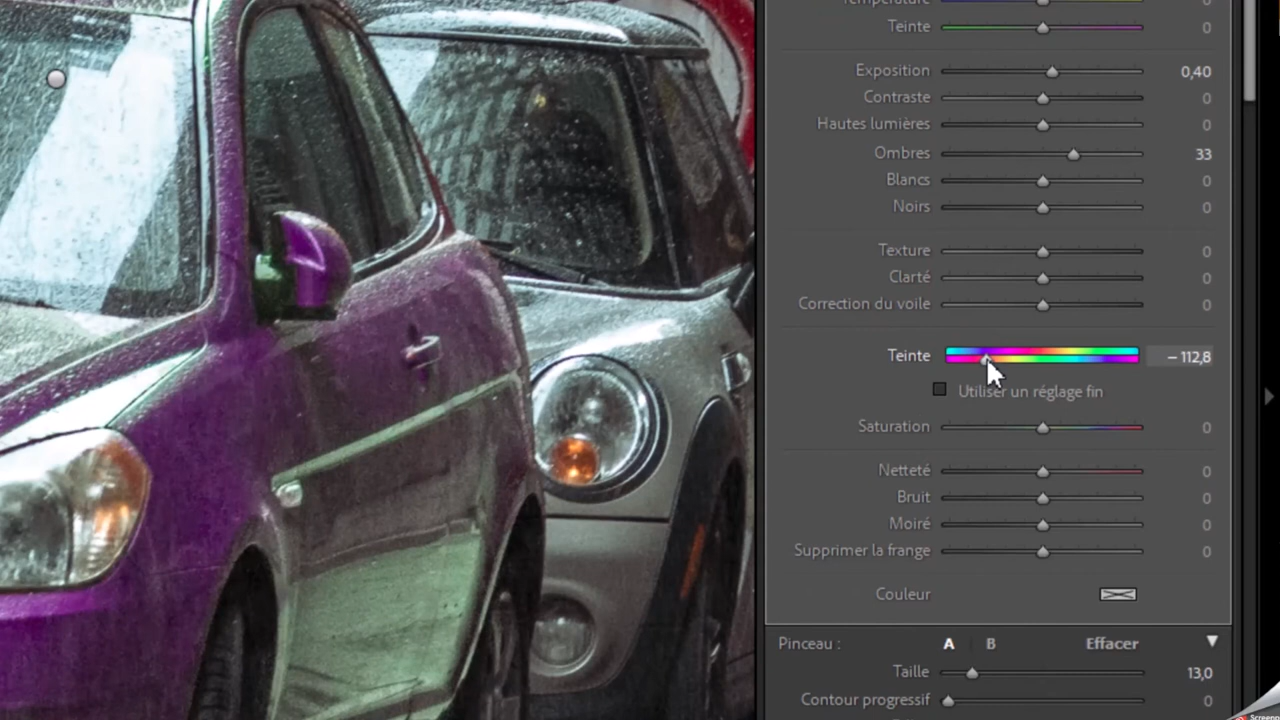 Température 0
Teinte 0
Exposition 0,40
Contraste 0
Hautes lumières 0
Ombres 33
Blancs 0
Noirs 0
Texture 0
Clarté 0
Correction du voile 0
Teinte – 112,8
Utiliser un réglage fin
Saturation 0
Netteté 0
Bruit 0
Moiré 0
Supprimer la frange 0
Couleur
Pinceau : A B Effacer
Taille 13,0
Contour progressif 0